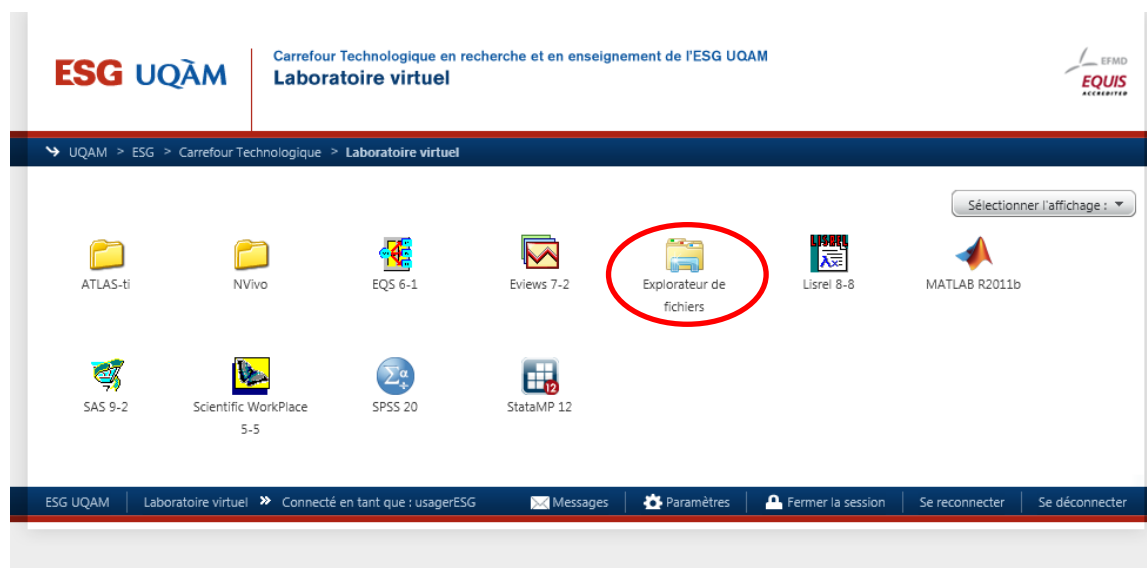 ESG UQÀM
Carrefour Technologique en recherche et en enseignement de l'ESG UQAM
Laboratoire virtuel
EFMD
EQUIS
ACCREDITED
UQAM > ESG > Carrefour Technologique > Laboratoire virtuel
Sélectionner l'affichage :
ATLAS-ti
NVivo
EQS 6-1
Eviews 7-2
Explorateur de
fichiers
LISREL
Lisrel 8-8
MATLAB R2011b
SAS 9-2
Scientific WorkPlace
5-5
SPSS 20
12
StataMP 12
ESG UQAM
Laboratoire virtuel
Connecté en tant que : usagerESG
Messages
Paramètres
Fermer la session
Se reconnecter
Se déconnecter